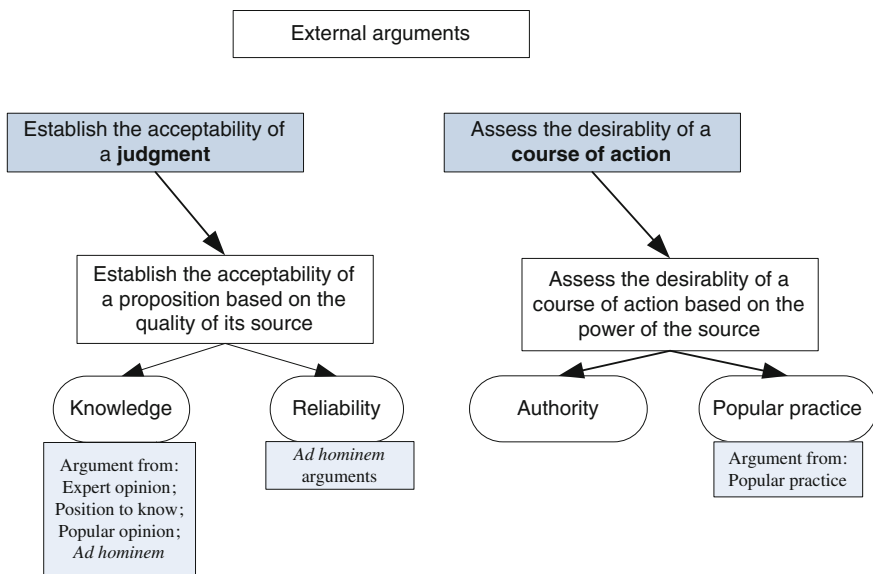 External arguments
Establish the acceptability of
a judgment
Assess the desirablity of a
course of action
Establish the acceptability of
a proposition based on the
quality of its source
Assess the desirablity of a
course of action based on the
power of the source
Knowledge
Reliability
Authority
Popular practice
Argument from:
Expert opinion;
Position to know;
Popular opinion;
Ad hominem
Ad hominem
arguments
Argument from:
Popular practice